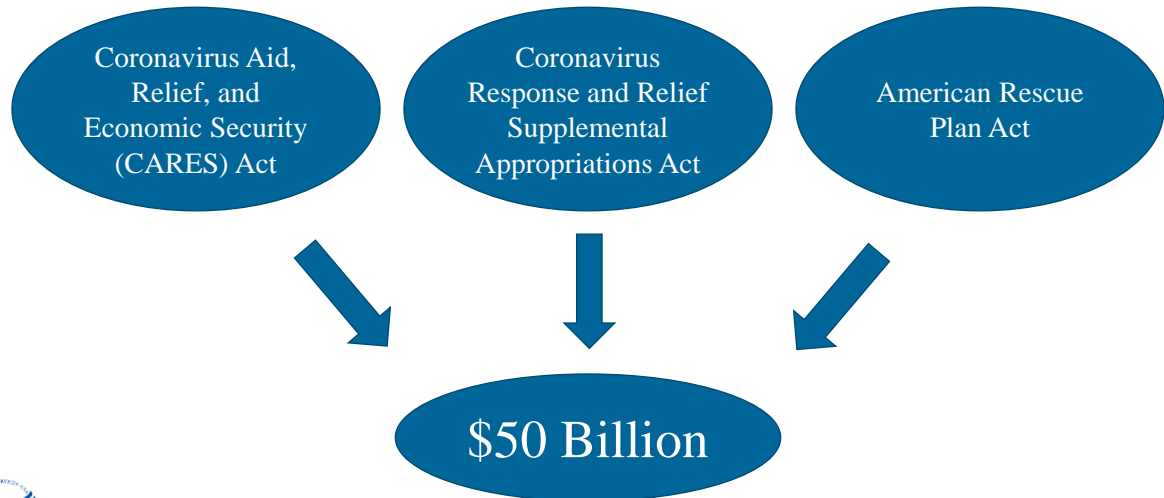 Coronavirus Aid,
Relief, and
Economic Security
(CARES) Act
Coronavirus
Response and Relief
Supplemental
Appropriations Act
American Rescue
Plan Act
$50 Billion